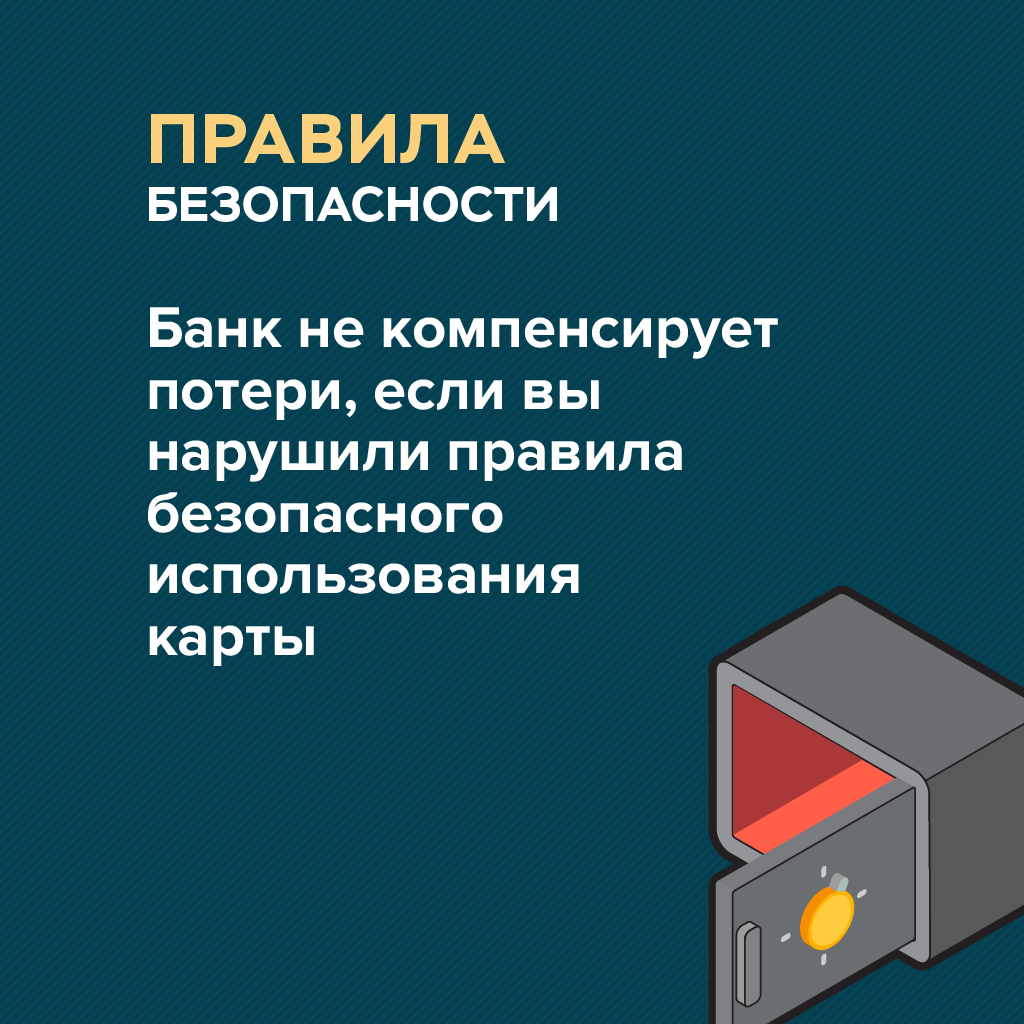 ПРАВИЛА
БЕЗОПАСНОСТИ
Банк не компенсирует
потери, если вы
нарушили правила
безопасного
использования
карты